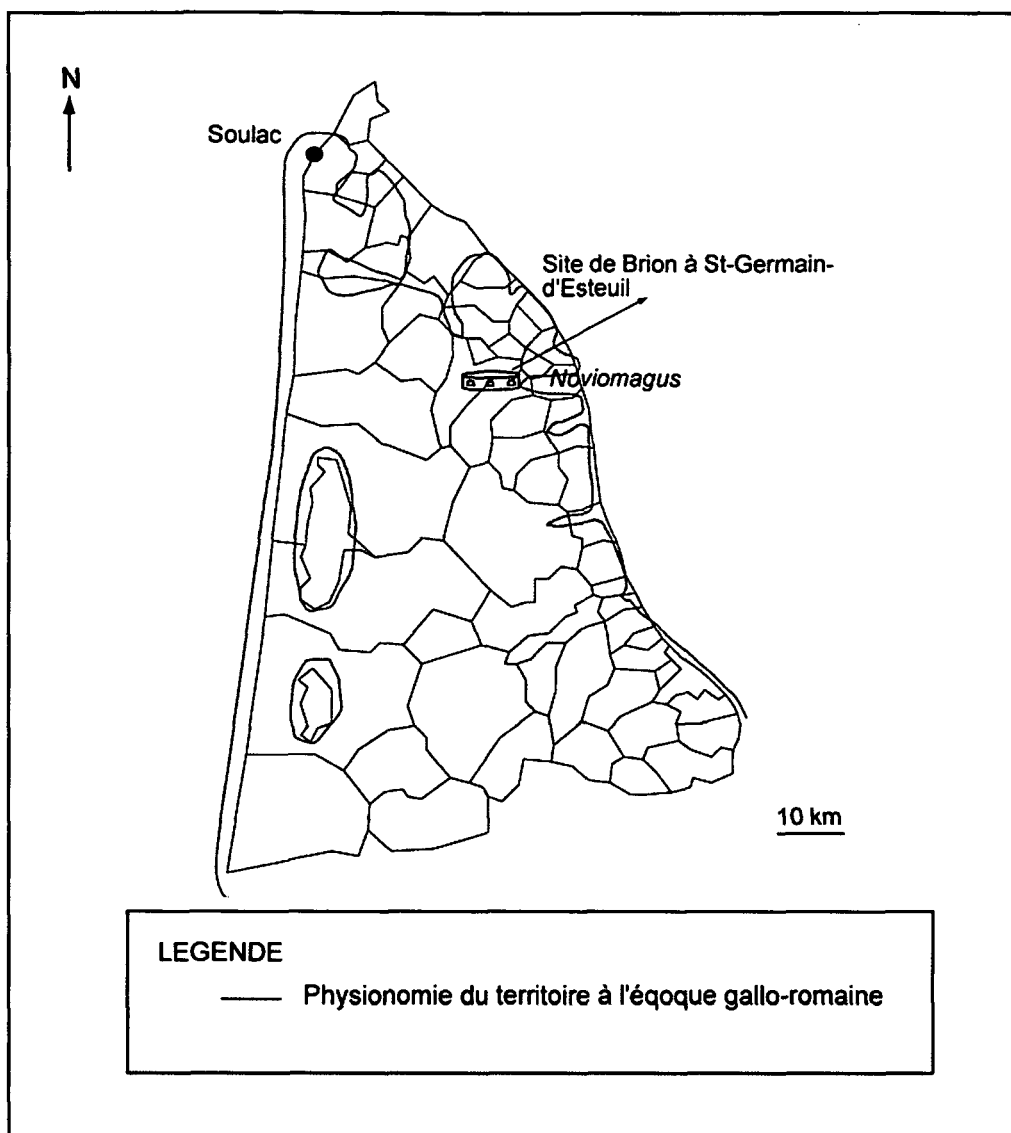 N
Soulac
Site de Brion à St-Germain-
d'Esteuil
Noviomagus
10 km
LEGENDE
Physionomie du territoire à l'éqoque gallo-romaine